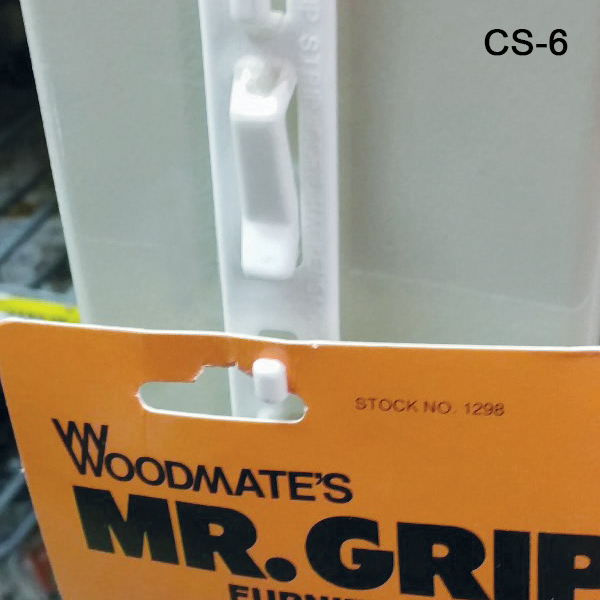 CS-6
STOCK NO. 1298
WOODMATE'S
MR. GRIP